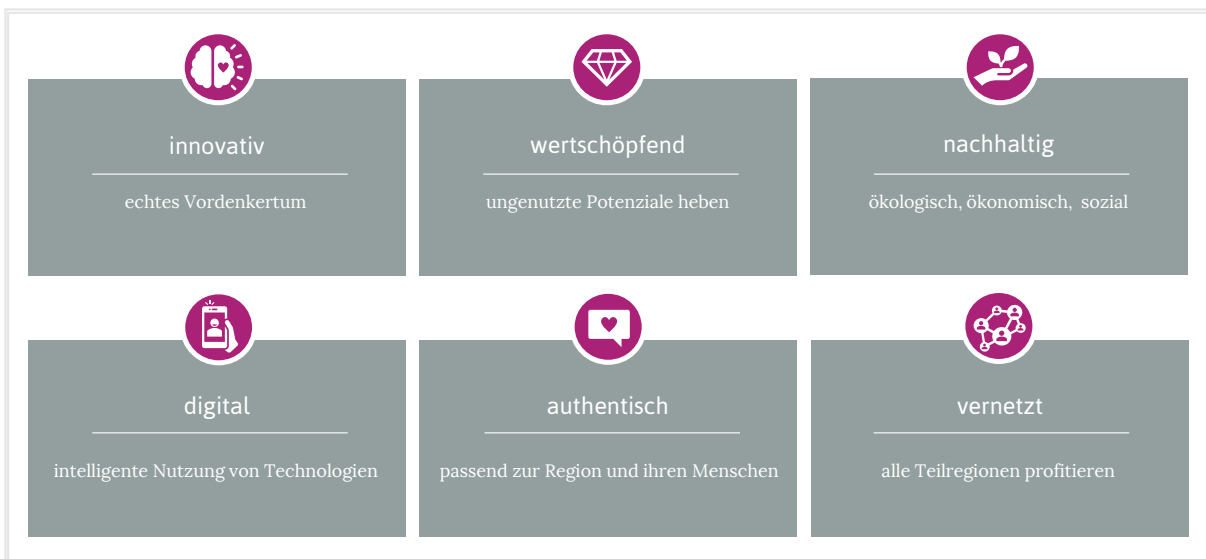 innovativ
echtes Vordenkertum
wertschöpfend
ungenutzte Potenziale heben
nachhaltig
ökologisch, ökonomisch, sozial
digital
intelligente Nutzung von Technologien
authentisch
passend zur Region und ihren Menschen
vernetzt
alle Teilregionen profitieren